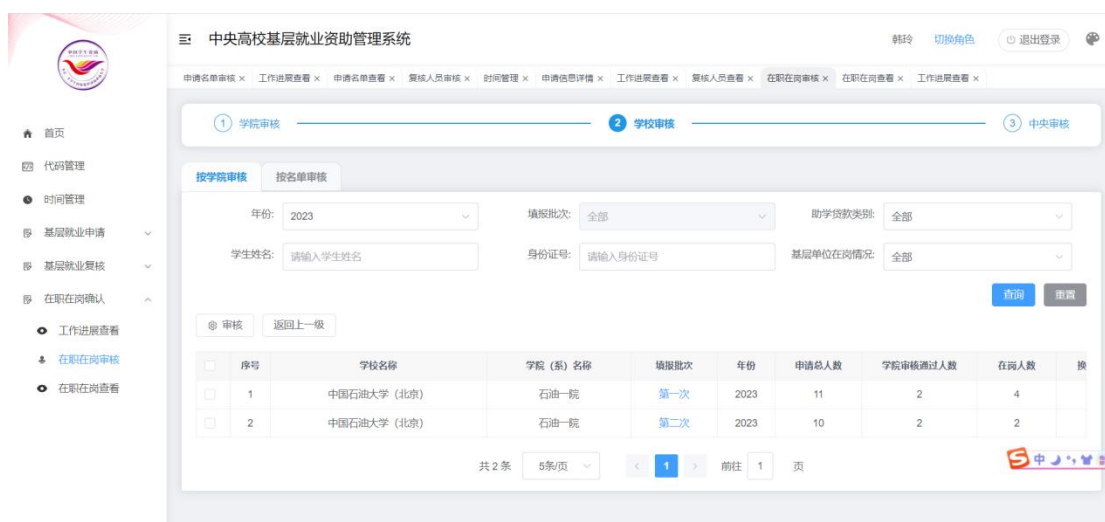 中央高校基层就业资助管理系统
韩玲 切换角色 退出登录
申请名单审核 × 工作进展查看 × 申请名单查看 × 复核人员审核 × 时间管理 × 申请信息详情 × 工作进展查看 × 复核人员查看 × 在职在岗审核 × 在职在岗查看 × 工作进展查看 ×
首页
代码管理
时间管理
基层就业申请
基层就业复核
在职在岗确认
工作进展查看
在职在岗审核
在职在岗查看
1 学院审核 2 学校审核 3 中央审核
按学院审核 按名单审核
年份: 2023 填报批次: 全部 助学贷款类别: 全部
学生姓名: 请输入学生姓名 身份证号: 请输入身份证号 基层单位在岗情况: 全部
查询 重置
审核 返回上一级
序号 学校名称 学院（系）名称 填报批次 年份 申请总人数 学院审核通过人数 在岗人数 换
1 中国石油大学（北京） 石油一院 第一次 2023 11 2 4
2 中国石油大学（北京） 石油一院 第二次 2023 10 2 2
共 2 条 5条/页 < 1 > 前往 1 页
中